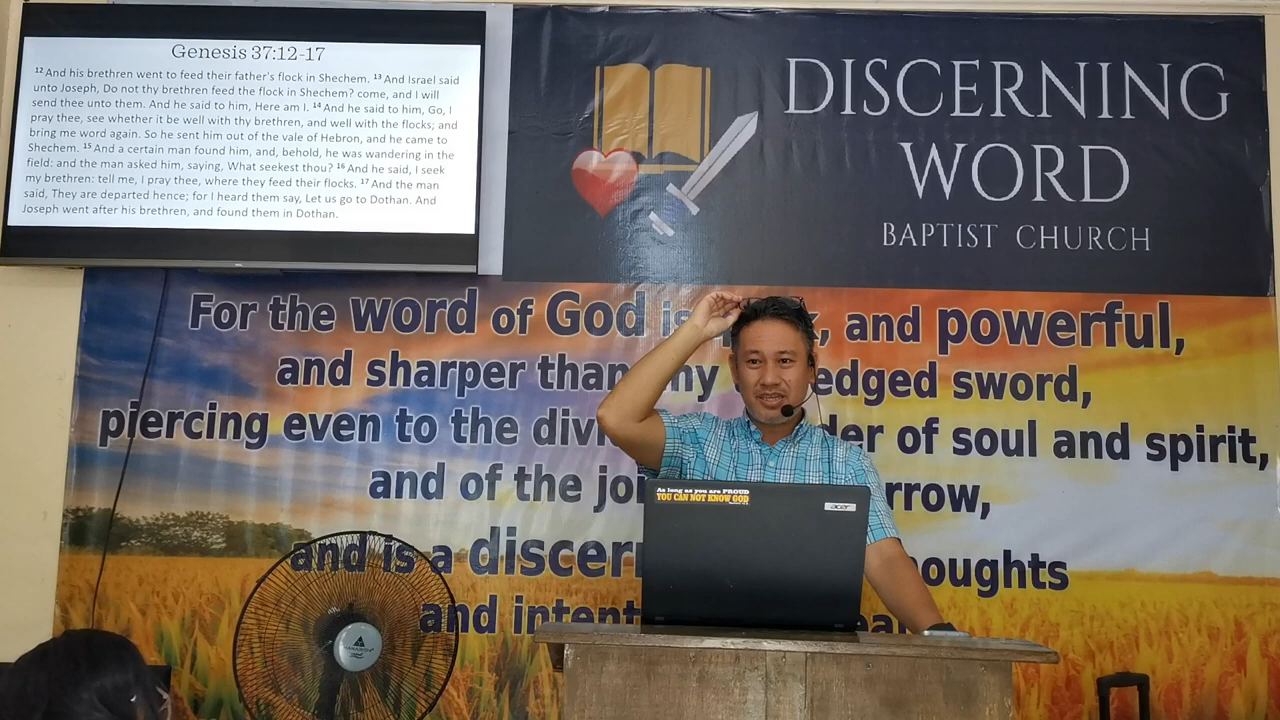 Genesis 37:12-17
12 And his brethren went to feed their father's flock in Shechem. 13 And Israel said
unto Joseph, Do not thy brethren feed the flock in Shechem? come, and I will
send thee unto them. And he said to him, Here am I. 14 And he said to him, Go, I
pray thee, see whether it be well with thy brethren, and well with the flocks; and
bring me word again. So he sent him out of the vale of Hebron, and he came to
Shechem. 15 And a certain man found him, and, behold, he was wandering in the
field: and the man asked him, saying, What seekest thou? 16 And he said, I seek
my brethren: tell me, I pray thee, where they feed their flocks. 17 And the man
said, They are departed hence; for I heard them say, Let us go to Dothan. And
Joseph went after his brethren, and found them in Dothan.
DISCERNING
WORD
BAPTIST CHURCH
For the word of God is , and powerful,
and sharper than edged sword,
piercing even to the divi der of soul and spirit,
and of the joi rrow,
and is a discern oughts
and intent ear
As long as you are PROUD
YOU CAN NOT KNOW GOD
acer